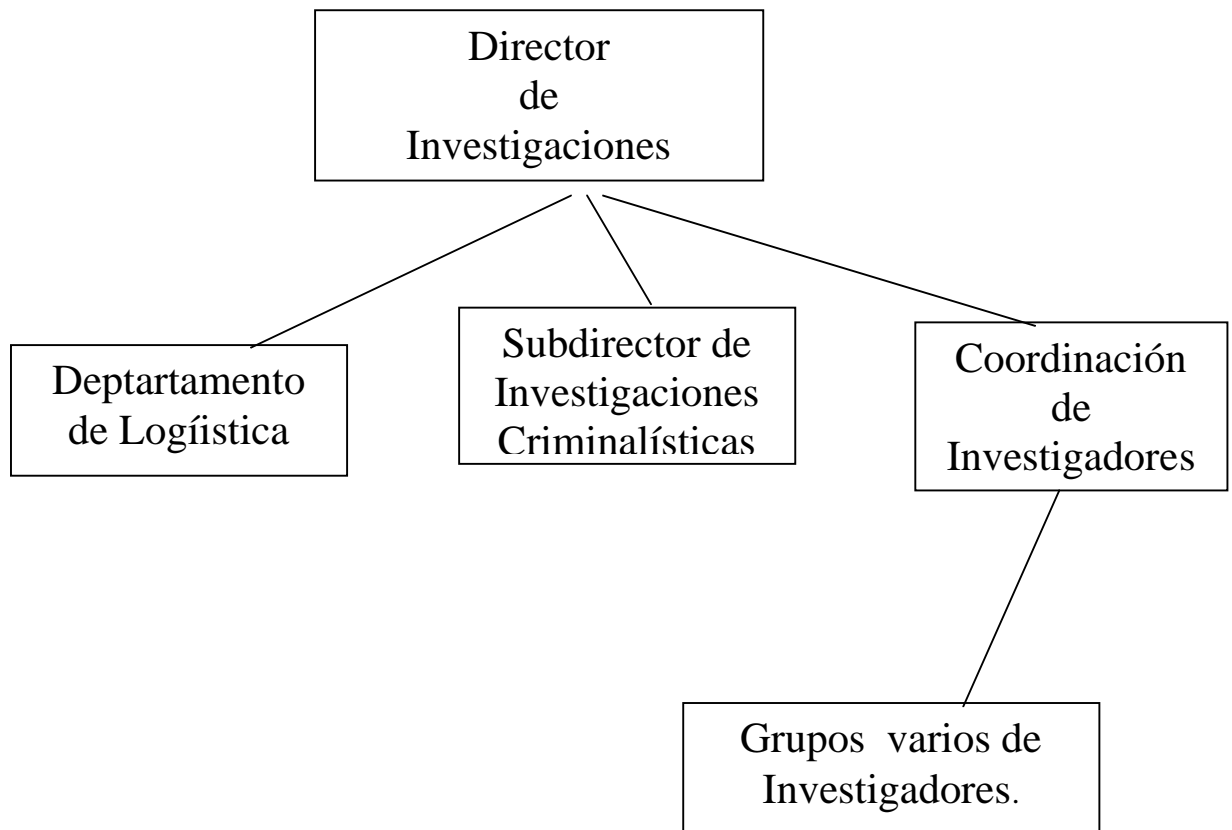 Director
de
Investigaciones
Deptartamento
de Logíistica
Subdirector de
Investigaciones
Criminalísticas
Coordinación
de
Investigadores
Grupos varios de
Investigadores.